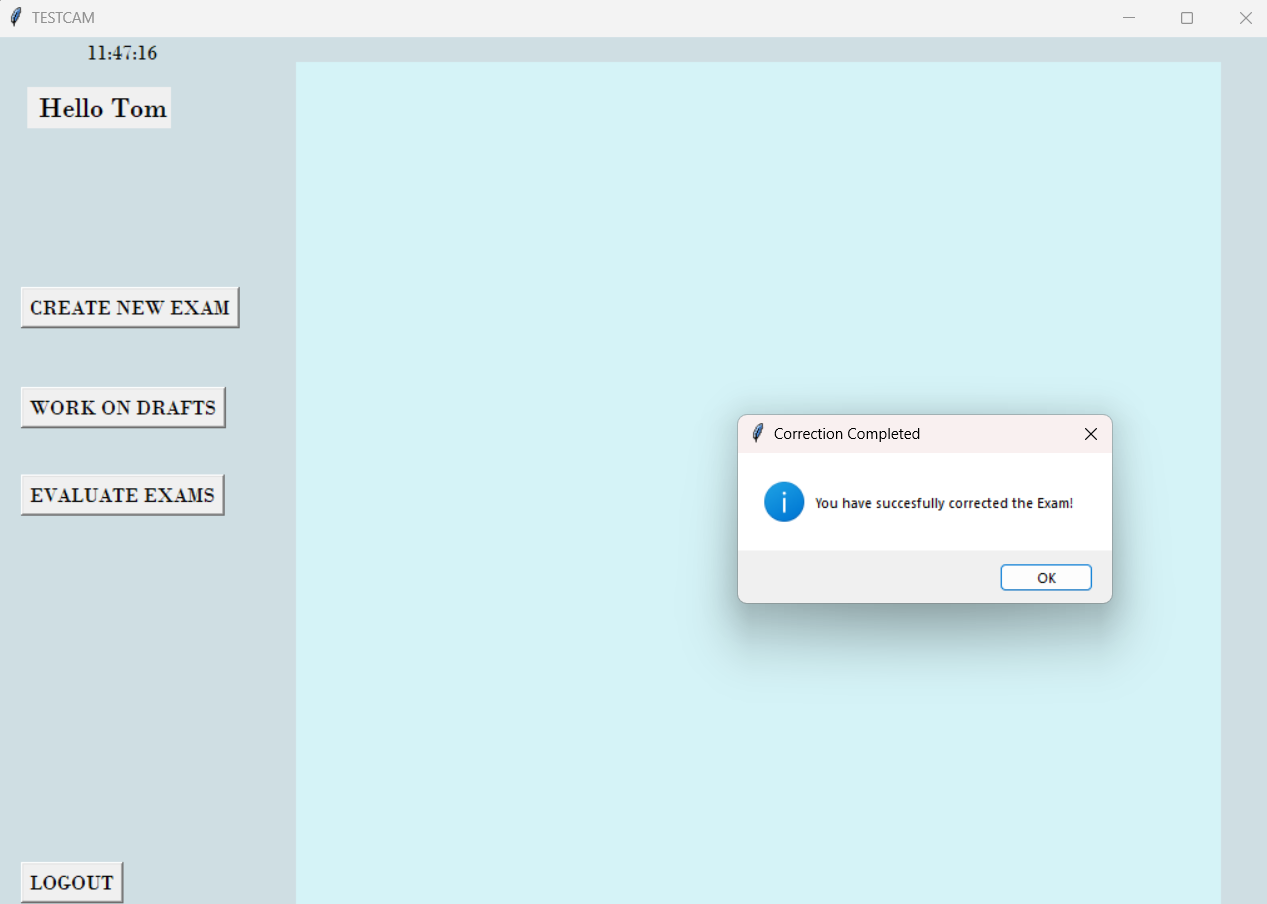 TESTCAM
11:47:16
Hello Tom
CREATE NEW EXAM
WORK ON DRAFTS
EVALUATE EXAMS
LOGOUT
Correction Completed
You have succesfully corrected the Exam!
OK